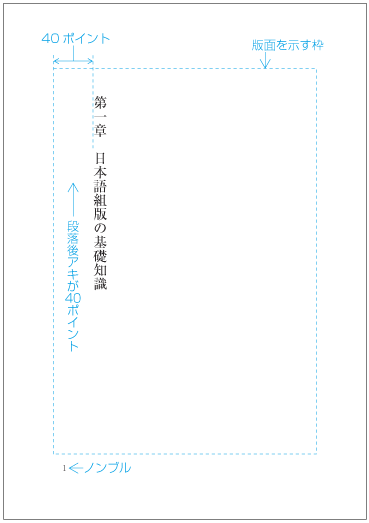 40 ポイント
版面を示す枠
第一章　日本語組版の基礎知識
段落後アキが40ポイント
1
ノンブル